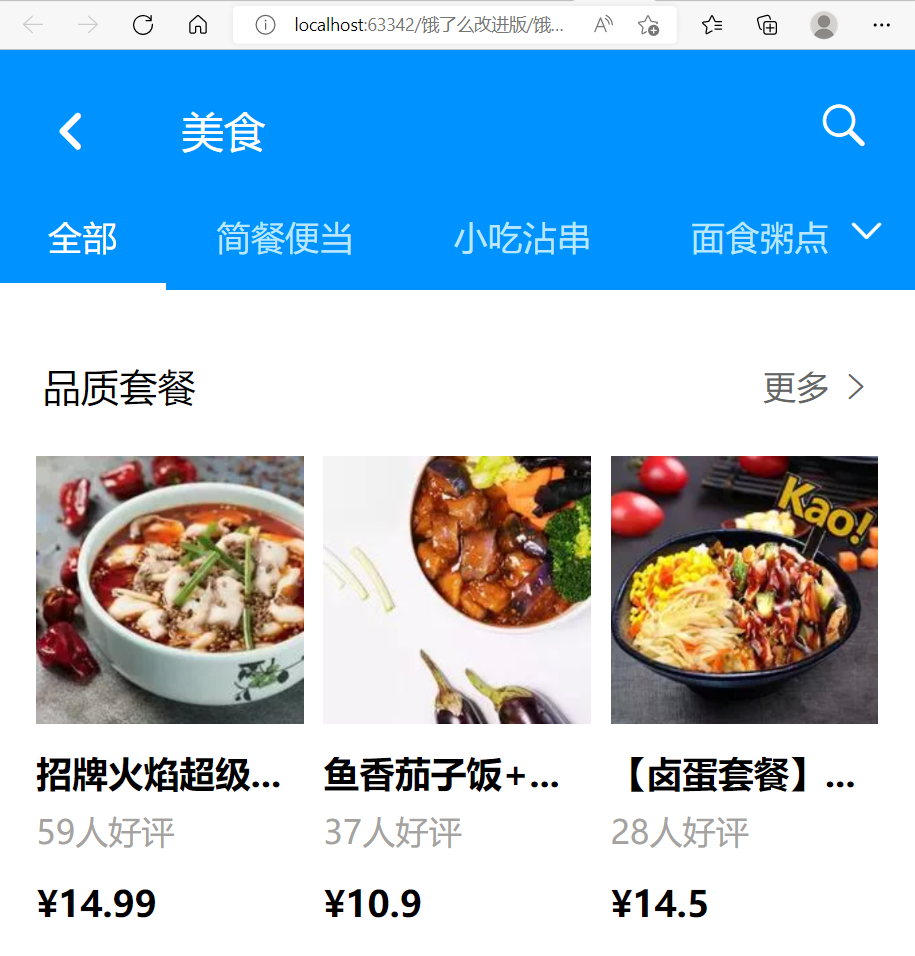 localhost:63342/饿了么改进版/饿...
美食
全部 简餐便当 小吃沾串 面食粥点
品质套餐 更多
Kao!
招牌火焰超级... 鱼香茄子饭+... 【卤蛋套餐】...
59人好评 37人好评 28人好评
¥14.99 ¥10.9 ¥14.5